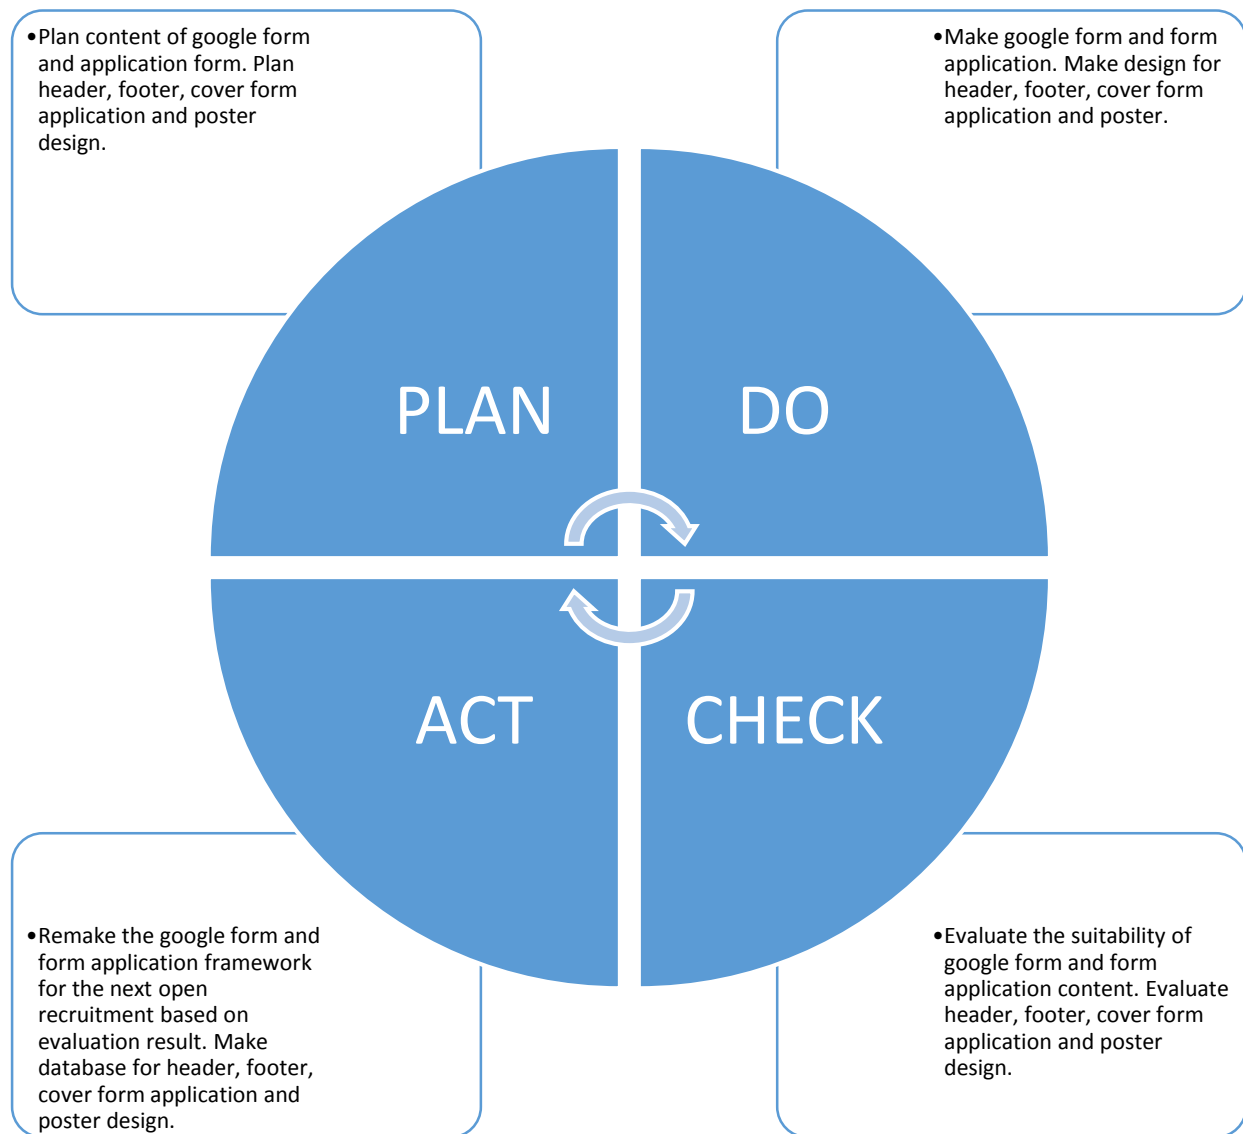 •Plan content of google form
and application form. Plan
header, footer, cover form
application and poster
design.
•Make google form and form
application. Make design for
header, footer, cover form
application and poster.
PLAN
DO
ACT
CHECK
•Remake the google form and
form application framework
for the next open
recruitment based on
evaluation result. Make
database for header, footer,
cover form application and
poster design.
•Evaluate the suitability of
google form and form
application content. Evaluate
header, footer, cover form
application and poster
design.